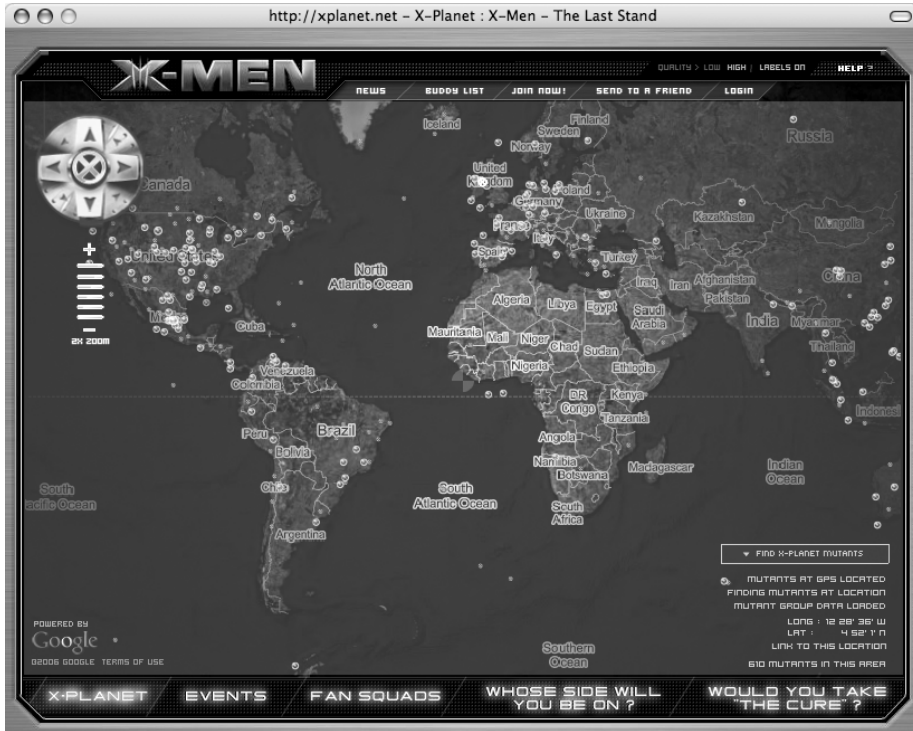 http://xplanet.net – X-Planet : X-Men – The Last Stand
X-MEN
QUALITY > LOW HIGH / LABELS ON
HELP ?
NEWS
BUDDY LIST
JOIN NOW!
SEND TO A FRIEND
LOGIN
Iceland
Finland
Sweden
Norway
Russia
United
Kingdom
Canada
Poland
Germany
Ukraine
Kazakhstan
Mongolia
France
Italy
Spain
Turkey
United States
China
North
Atlantic Ocean
Iraq
Iran
Afghanistan
Pakistan
Algeria
Libya
Egypt
Saudi
Arabia
India
Myanmar
Mexico
Cuba
2X ZOOM
Mauritania
Mali
Niger
Chad
Sudan
Thailand
Nigeria
Ethiopia
Venezuela
Colombia
DR
Congo
Kenya
Indonesia
Tanzania
Peru
Brazil
Bolivia
Angola
Namibia
Botswana
Madagascar
Indian
Ocean
Chile
South
Atlantic Ocean
South
Pacific Ocean
South
Africa
Argentina
FIND X-PLANET MUTANTS
MUTANTS AT GPS LOCATED
FINDING MUTANTS AT LOCATION
MUTANT GROUP DATA LOADED
LONG : 12 28' 36" W
LAT : 4 52' 1" N
LINK TO THIS LOCATION
610 MUTANTS IN THIS AREA
POWERED BY
Google
©2006 GOOGLE TERMS OF USE
Southern
Ocean
X-PLANET
EVENTS
FAN SQUADS
WHOSE SIDE WILL
YOU BE ON ?
WOULD YOU TAKE
"THE CURE" ?